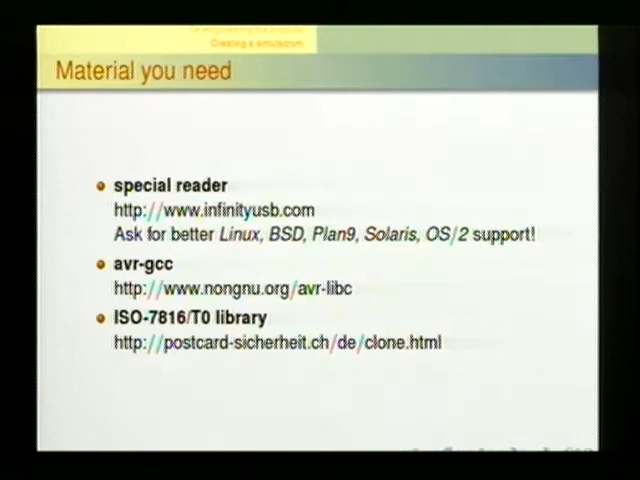 Creating a simulacrum
Material you need
special reader
http://www.infinityusb.com
Ask for better Linux, BSD, Plan9, Solaris, OS/2 support!
avr-gcc
http://www.nongnu.org/avr-libc
ISO-7816/T0 library
http://postcard-sicherheit.ch/de/clone.html